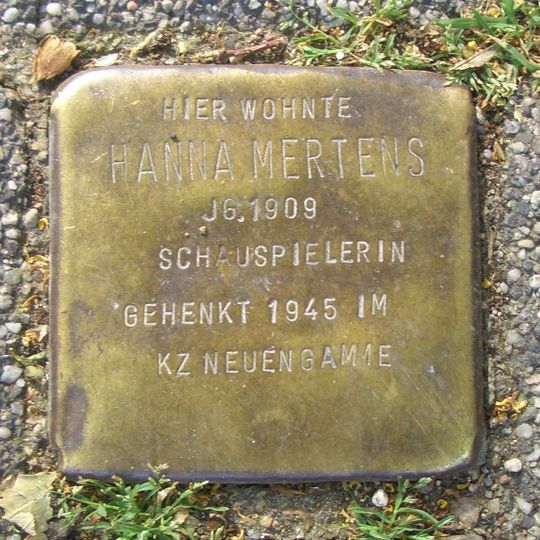 HIER WOHNTE
HANNA MERTENS
JG. 1909
SCHAUSPIELERIN
GEHENKT 1945 IM
KZ NEUENGAMME